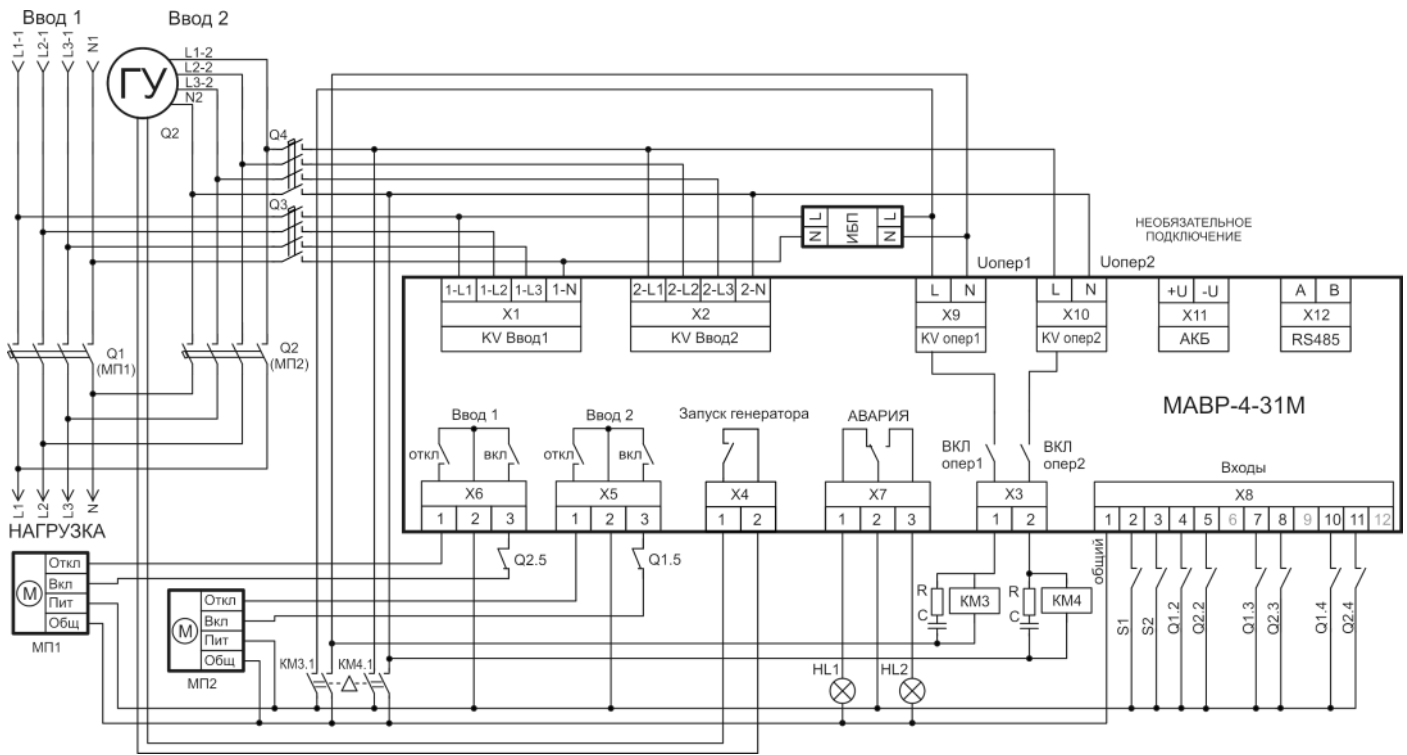 Ввод 1
Ввод 2
L1-1
L2-1
L3-1
N1
ГУ
L1-2
L2-2
L3-2
N2
Q2
Q4
Q3
L
N
ИБП
L
N
НЕОБЯЗАТЕЛЬНОЕ
ПОДКЛЮЧЕНИЕ
Uопер1
Uопер2
1-L1 1-L2 1-L3 1-N
X1
KV Ввод1
2-L1 2-L2 2-L3 2-N
X2
KV Ввод2
L N
X9
KV опер1
L N
X10
KV опер2
+U -U
X11
АКБ
A B
X12
RS485
Q1
(МП1)
Q2
(МП2)
МАВР-4-31М
Ввод 1
откл
вкл
Ввод 2
откл
вкл
Запуск генератора
АВАРИЯ
ВКЛ
опер1
ВКЛ
опер2
Входы
X6
1 2 3
X5
1 2 3
X4
1 2
X7
1 2 3
X3
1 2
X8
1 2 3 4 5 6 7 8 9 10 11 12
L1
L2
L3
N
НАГРУЗКА
M
Откл
Вкл
Пит
Общ
МП1
M
Откл
Вкл
Пит
Общ
МП2
Q2.5
Q1.5
общий
R
C
КМ3
R
C
КМ4
S1
S2
Q1.2
Q2.2
Q1.3
Q2.3
Q1.4
Q2.4
КМ3.1
КМ4.1
HL1
HL2